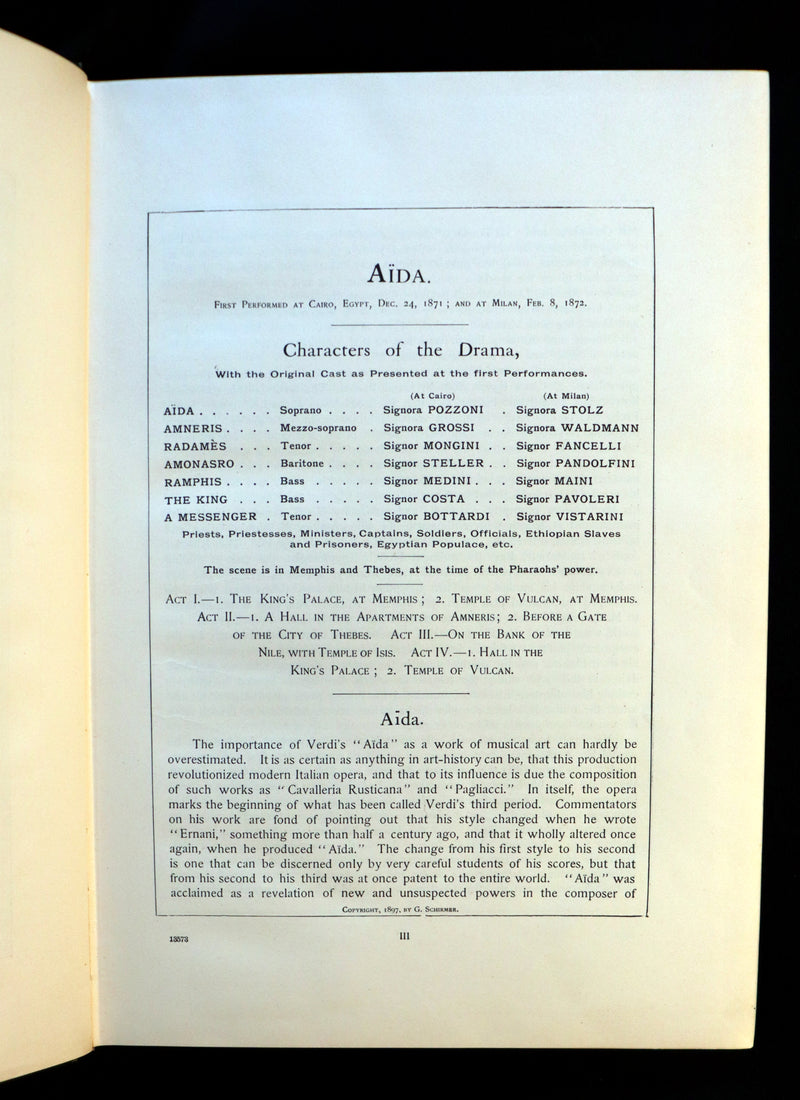 AÏDA.
First Performed at Cairo, Egypt, Dec. 24, 1871; and at Milan, Feb. 8, 1872.
Characters of the Drama,
With the Original Cast as Presented at the first Performances.
(At Cairo) (At Milan)
AÏDA . . . . . . Soprano . . . . Signora POZZONI . Signora STOLZ
AMNERIS . . . . Mezzo-soprano . Signora GROSSI . . Signora WALDMANN
RADAMÈS . . . Tenor . . . . . Signor MONGINI . . Signor FANCELLI
AMONASRO . . . Baritone . . . . Signor STELLER . . Signor PANDOLFINI
RAMPHIS . . . . Bass . . . . . Signor MEDINI . . . Signor MAINI
THE KING . . . Bass . . . . . Signor COSTA . . . Signor PAVOLERI
A MESSENGER . Tenor . . . . . Signor BOTTARDI . Signor VISTARINI
Priests, Priestesses, Ministers, Captains, Soldiers, Officials, Ethiopian Slaves
and Prisoners, Egyptian Populace, etc.
The scene is in Memphis and Thebes, at the time of the Pharaohs' power.
Act I.—1. The King's Palace, at Memphis; 2. Temple of Vulcan, at Memphis.
Act II.—1. A Hall in the Apartments of Amneris; 2. Before a Gate
of the City of Thebes. Act III.—On the Bank of the
Nile, with Temple of Isis. Act IV.—1. Hall in the
King's Palace; 2. Temple of Vulcan.
Aïda.
The importance of Verdi's "Aïda" as a work of musical art can hardly be
overestimated. It is as certain as anything in art-history can be, that this production
revolutionized modern Italian opera, and that to its influence is due the composition
of such works as "Cavalleria Rusticana" and "Pagliacci." In itself, the opera
marks the beginning of what has been called Verdi's third period. Commentators
on his work are fond of pointing out that his style changed when he wrote
"Ernani," something more than half a century ago, and that it wholly altered once
again, when he produced "Aïda." The change from his first style to his second
is one that can be discerned only by very careful students of his scores, but that
from his second to his third was at once patent to the entire world. "Aïda" was
acclaimed as a revelation of new and unsuspected powers in the composer of
Copyright, 1897, by G. Schirmer.
13573 III